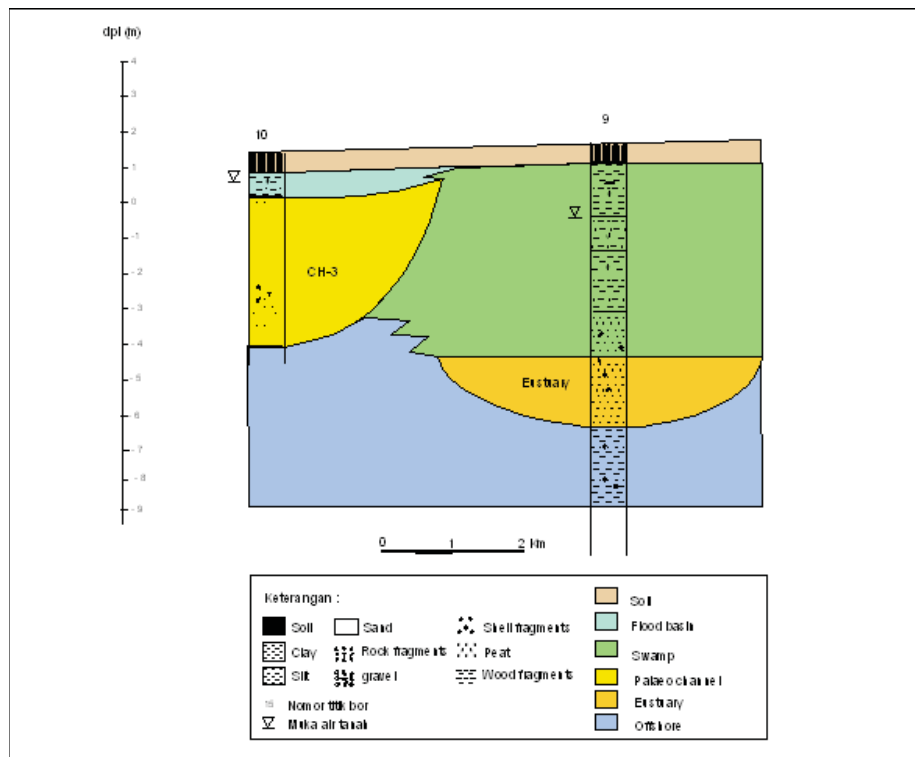 dpl (m)
4
3
2
1
0
- 1
- 2
- 3
- 4
- 5
- 6
- 7
- 8
- 9
10
9
CH-3
Eustuary
0 1 2 km
Keterangan :
Soil
Sand
Shell fragments
Clay
Rock fragments
Peat
Silt
gravel
Wood fragments
15 Nomor titik bor
Muka air tanah
Soil
Flood basin
Swamp
Palaeochannel
Eustuary
Offshore